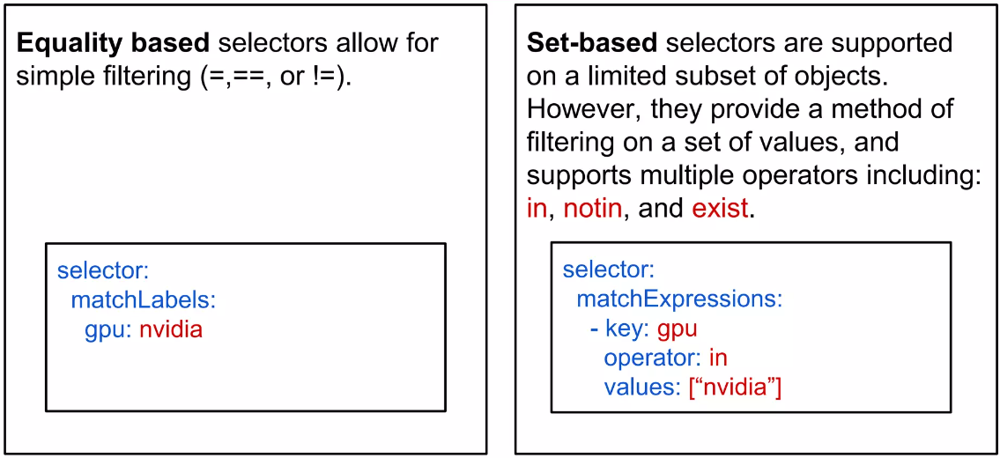 Equality based selectors allow for
simple filtering (=,==, or !=).
selector:
matchLabels:
gpu: nvidia
Set-based selectors are supported
on a limited subset of objects.
However, they provide a method of
filtering on a set of values, and
supports multiple operators including:
in, notin, and exist.
selector:
matchExpressions:
- key: gpu
operator: in
values: [“nvidia”]